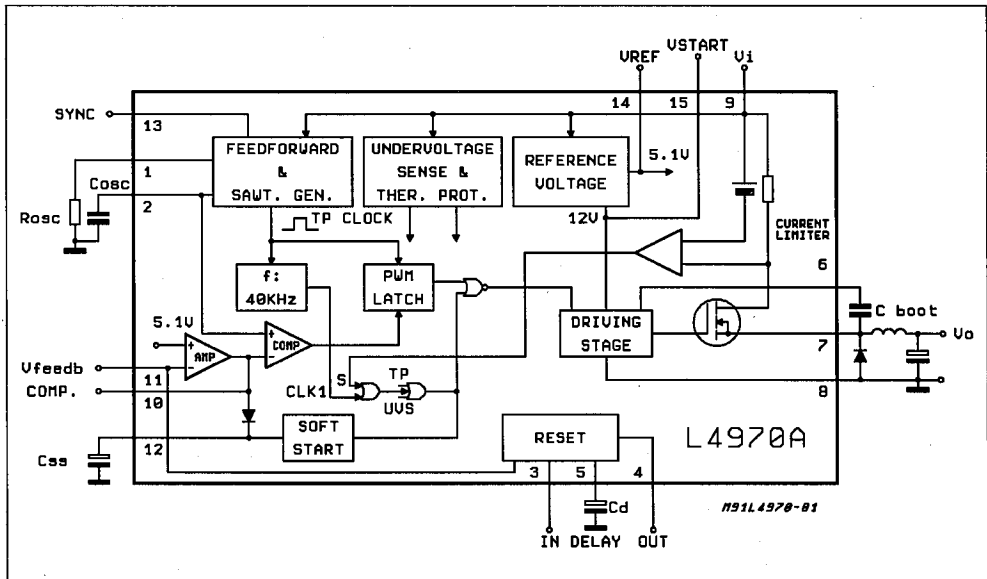 VSTART
VREF
Vi
14
15
9
SYNC
13
FEEDFORWARD
&
SAWT. GEN.
UNDERVOLTAGE
SENSE &
THER. PROT.
REFERENCE
VOLTAGE
5.1V
1
Cosc
2
Rosc
TP CLOCK
12V
CURRENT
LIMITER
6
f:
40KHz
PWM
LATCH
C boot
5.1V
+
-
AMP
+
-
COMP
DRIVING
STAGE
7
Vo
Vfeedb
11
COMP.
10
S
CLK1
TP
UVS
8
SOFT
START
RESET
L4970A
12
Css
3
5
4
Cd
M91L4970-01
IN
DELAY
OUT